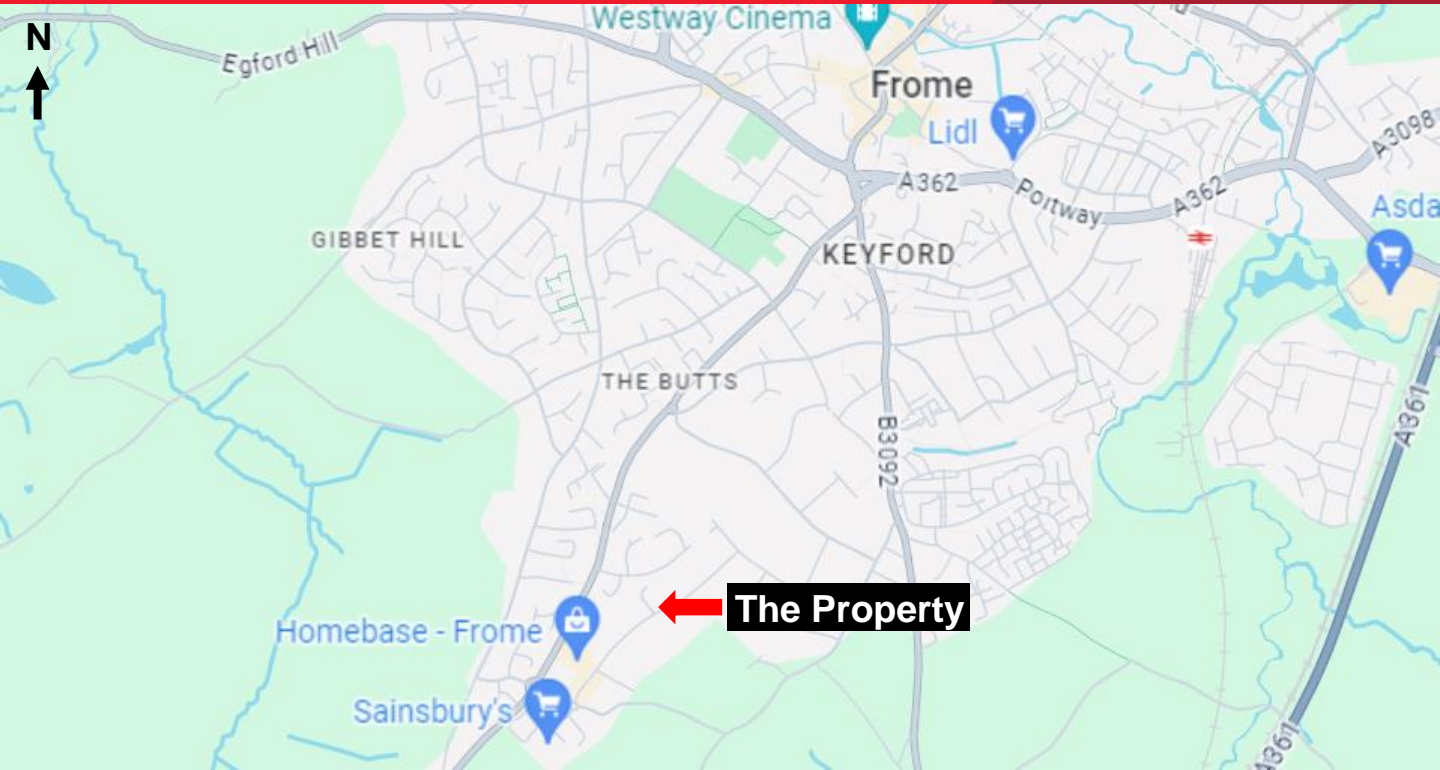 Westway Cinema
N
Egford Hill
Frome
Lidl
A3098
A362
Portway
A362
Asda
GIBBET HILL
KEYFORD
THE BUTTS
A361
B3092
The Property
Homebase - Frome
Sainsbury's
A361